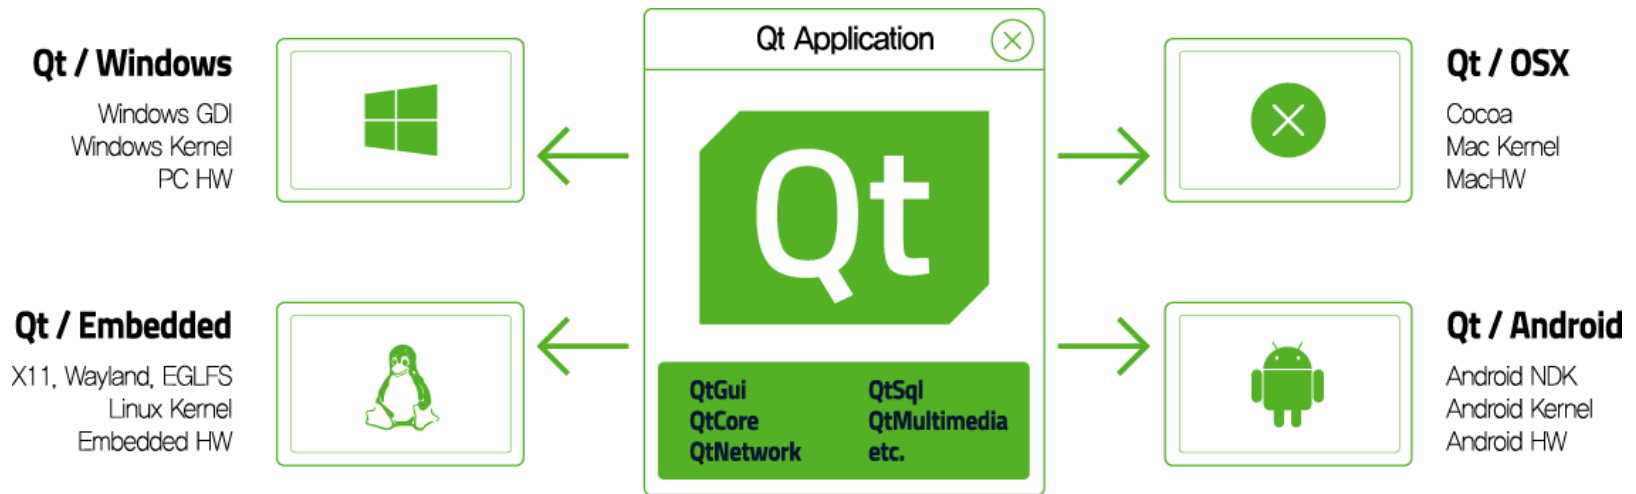 Qt / Windows
Windows GDI
Windows Kernel
PC HW
Qt / Embedded
X11, Wayland, EGLFS
Linux Kernel
Embedded HW
Qt Application
Qt
QtGui
QtCore
QtNetwork
QtSql
QtMultimedia
etc.
Qt / OSX
Cocoa
Mac Kernel
MacHW
Qt / Android
Android NDK
Android Kernel
Android HW